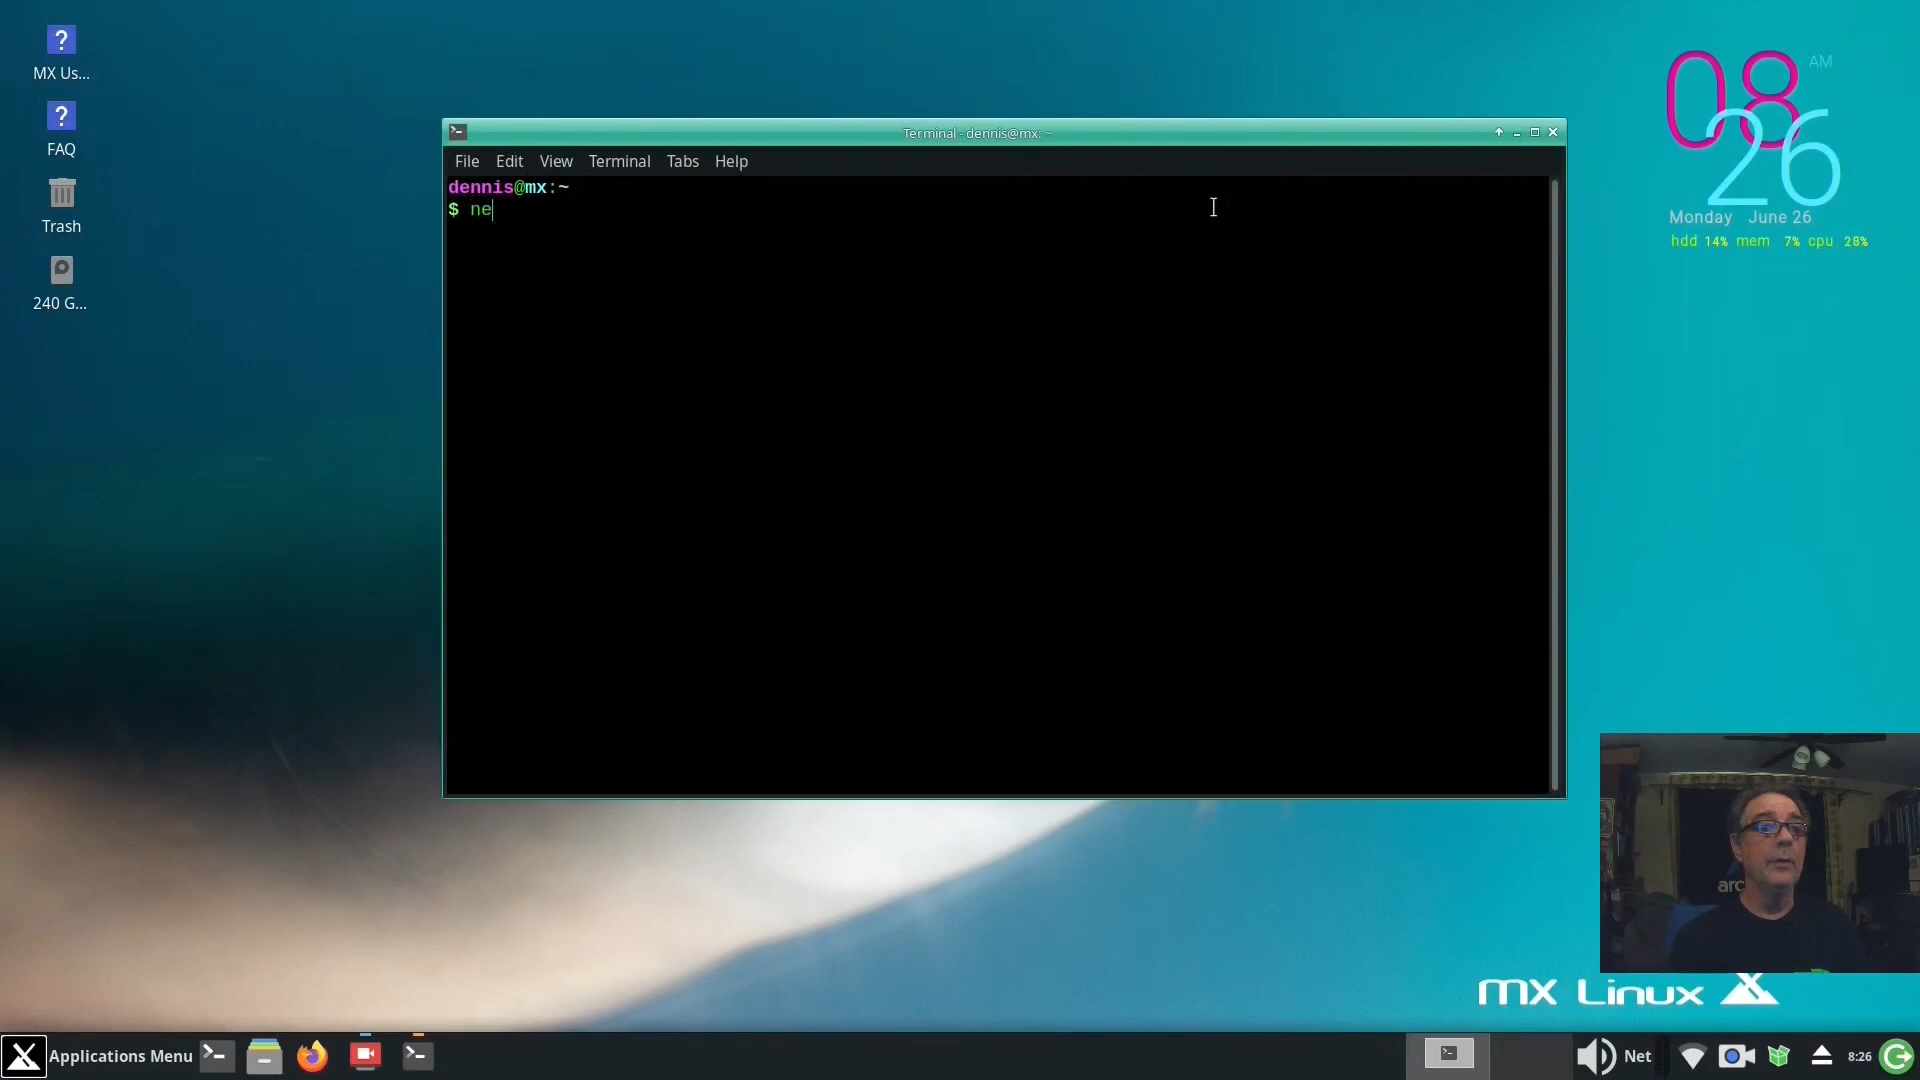 MX Us...
FAQ
Trash
240 G...
Terminal - dennis@mx: ~
File Edit View Terminal Tabs Help
dennis@mx:~
$ ne
08 AM
26
Monday June 26
hdd 14% mem 7% cpu 28%
arc
MX Linux
Applications Menu
Net
8:26